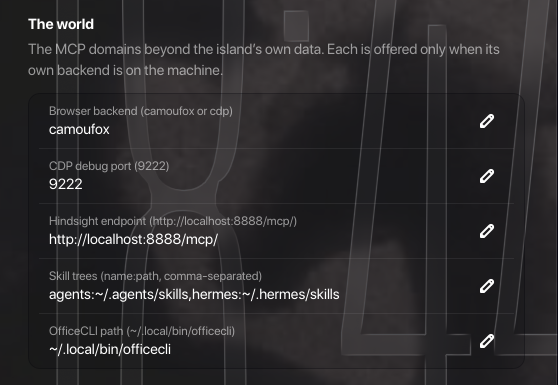 The world
The MCP domains beyond the island's own data. Each is offered only when its
own backend is on the machine.
Browser backend (camoufox or cdp)
camoufox
CDP debug port (9222)
9222
Hindsight endpoint (http://localhost:8888/mcp/)
http://localhost:8888/mcp/
Skill trees (name:path, comma-separated)
agents:~/.agents/skills,hermes:~/.hermes/skills
OfficeCLI path (~/.local/bin/officecli)
~/.local/bin/officecli